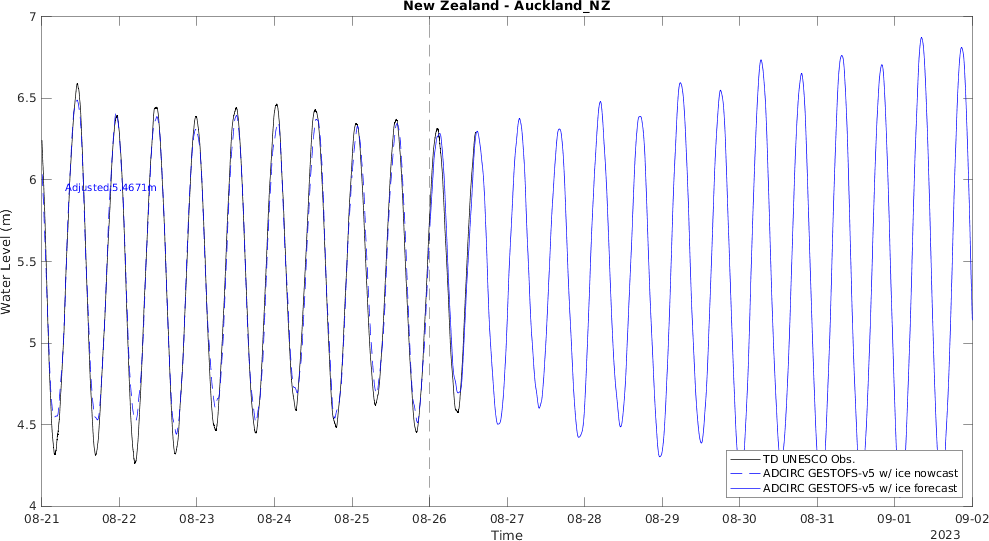 New Zealand - Auckland_NZ
7
6.5
6
5.5
5
4.5
4
Water Level (m)
Adjusted:5.4671m
TD UNESCO Obs.
ADCIRC GESTOFS-v5 w/ ice nowcast
ADCIRC GESTOFS-v5 w/ ice forecast
08-21 08-22 08-23 08-24 08-25 08-26 08-27 08-28 08-29 08-30 08-31 09-01 09-02
Time
2023